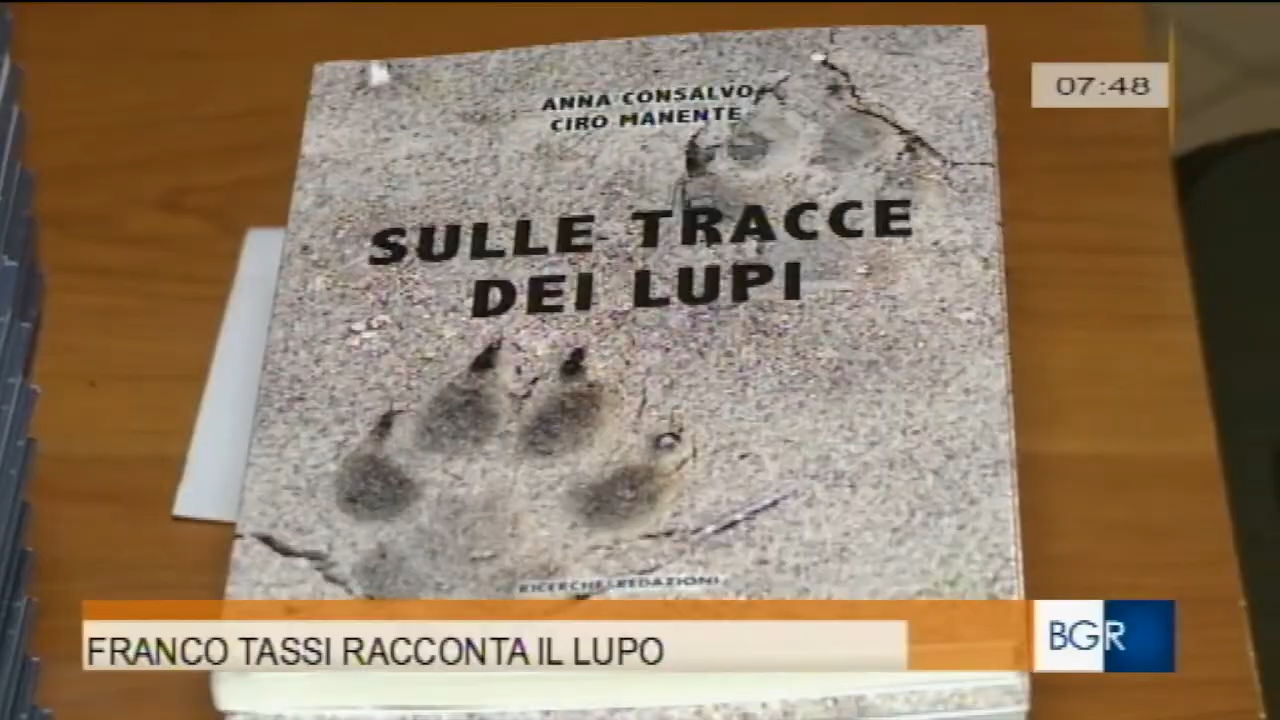 ANNA CONSALVO
CIRO MANENTE
07:48
SULLE TRACCE
DEI LUPI
RICERCHE&REDAZIONI
FRANCO TASSI RACCONTA IL LUPO
BGR